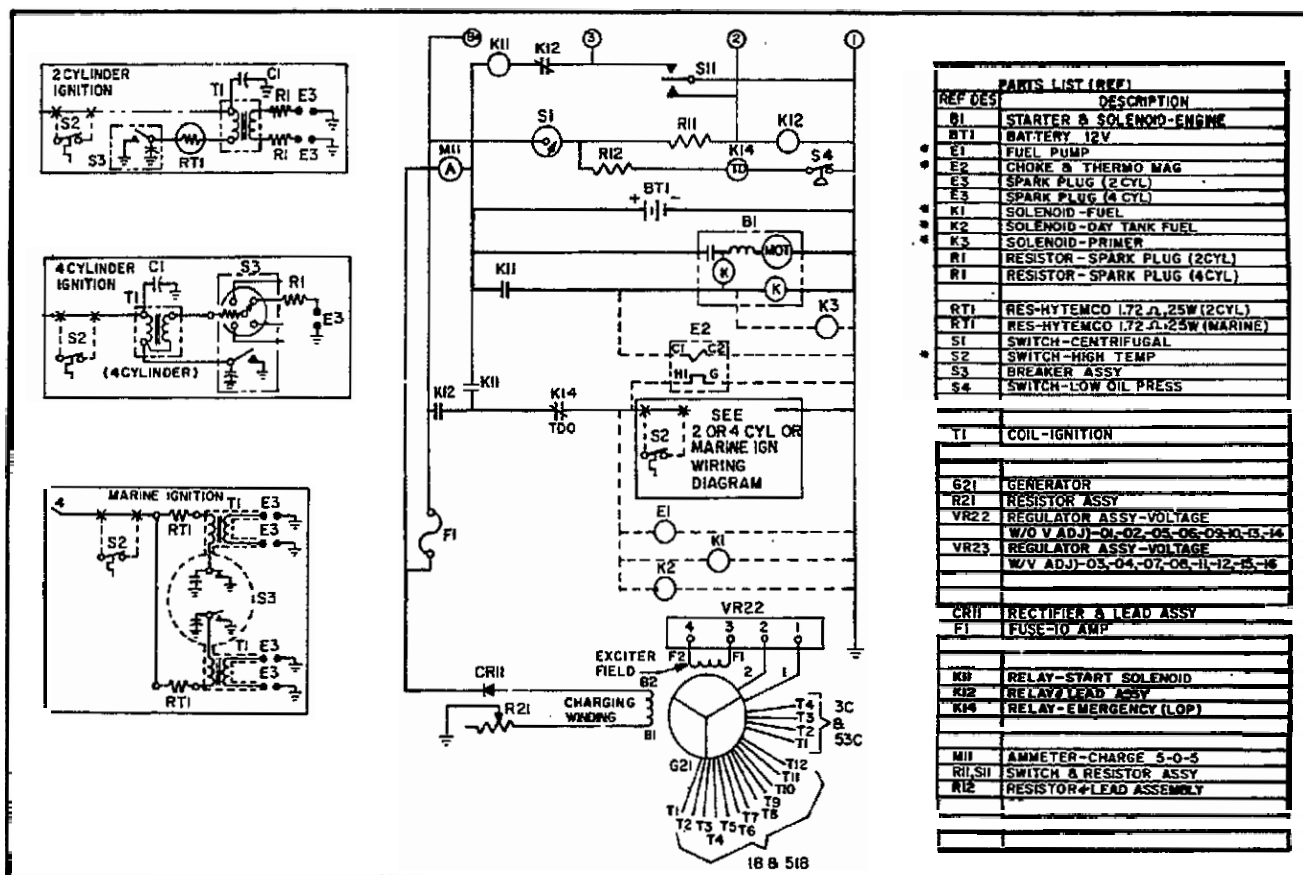 2 CYLINDER
IGNITION
S2
S3
RT1
T1
C1
R1 E3
R1 E3
4 CYLINDER
IGNITION
C1
T1
S2
(4 CYLINDER)
S3
R1
E3
MARINE IGNITION
4
S2
RT1
T1
E3
E3
S3
T1
E3
E3
RT1
B+
K11
K12
3
2
1
S11
S1
R11
K12
M11
A
R12
K14
TD
S4
BT1
+ -
B1
MOT
K
K
K11
K3
E2
C1 G2
H1 G
K11
K12
K14
TDO
SEE
2 OR 4 CYL OR
MARINE IGN
WIRING
DIAGRAM
S2
E1
K1
K2
F1
VR22
4 3 2 1
F2 F1
EXCITER
FIELD
2 1
CR11
B2
CHARGING
WINDING
B1
R21
G21
T4
T3
T2
T1
3C
&
53C
T12
T11
T10
T9
T8
T7
T6
T5
T4
T3
T2
T1
18 & 518
PARTS LIST (REF)
REF DES DESCRIPTION
B1 STARTER & SOLENOID-ENGINE
BT1 BATTERY 12V
* E1 FUEL PUMP
* E2 CHOKE & THERMO MAG
E3 SPARK PLUG (2 CYL)
E3 SPARK PLUG (4 CYL)
* K1 SOLENOID-FUEL
* K2 SOLENOID-DAY TANK FUEL
* K3 SOLENOID-PRIMER
R1 RESISTOR-SPARK PLUG (2CYL)
R1 RESISTOR-SPARK PLUG (4CYL)
RT1 RES-HYTEMCO 1.72 Ω, 25W (2CYL)
RT1 RES-HYTEMCO 1.72 Ω, 25W (MARINE)
S1 SWITCH-CENTRIFUGAL
* S2 SWITCH-HIGH TEMP
S3 BREAKER ASSY
S4 SWITCH-LOW OIL PRESS
T1 COIL-IGNITION
G21 GENERATOR
R21 RESISTOR ASSY
VR22 REGULATOR ASSY-VOLTAGE
W/O V ADJ)-01,-02,-05,-06,-09,-10,-13,-14
VR23 REGULATOR ASSY-VOLTAGE
W/V ADJ)-03,-04,-07,-08,-11,-12,-15,-16
CR11 RECTIFIER & LEAD ASSY
F1 FUSE-10 AMP
K11 RELAY-START SOLENOID
K12 RELAY & LEAD ASSY
K14 RELAY-EMERGENCY (LOP)
M11 AMMETER-CHARGE 5-0-5
R11,S11 SWITCH & RESISTOR ASSY
R12 RESISTOR & LEAD ASSEMBLY